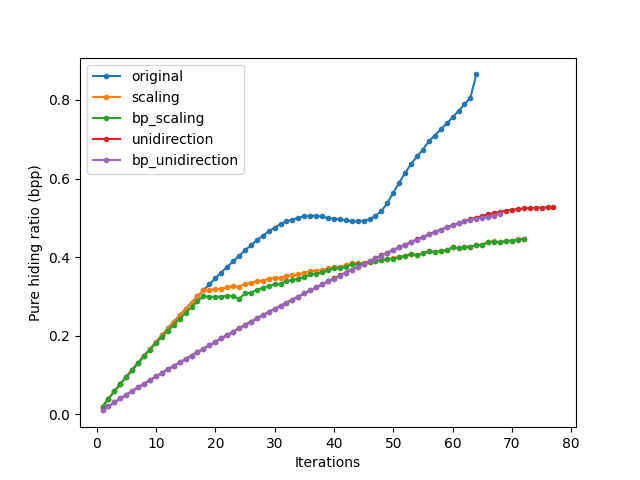 original
scaling
bp_scaling
unidirection
bp_unidirection
0.8
0.6
0.4
0.2
0.0
Pure hiding ratio (bpp)
0 10 20 30 40 50 60 70 80
Iterations